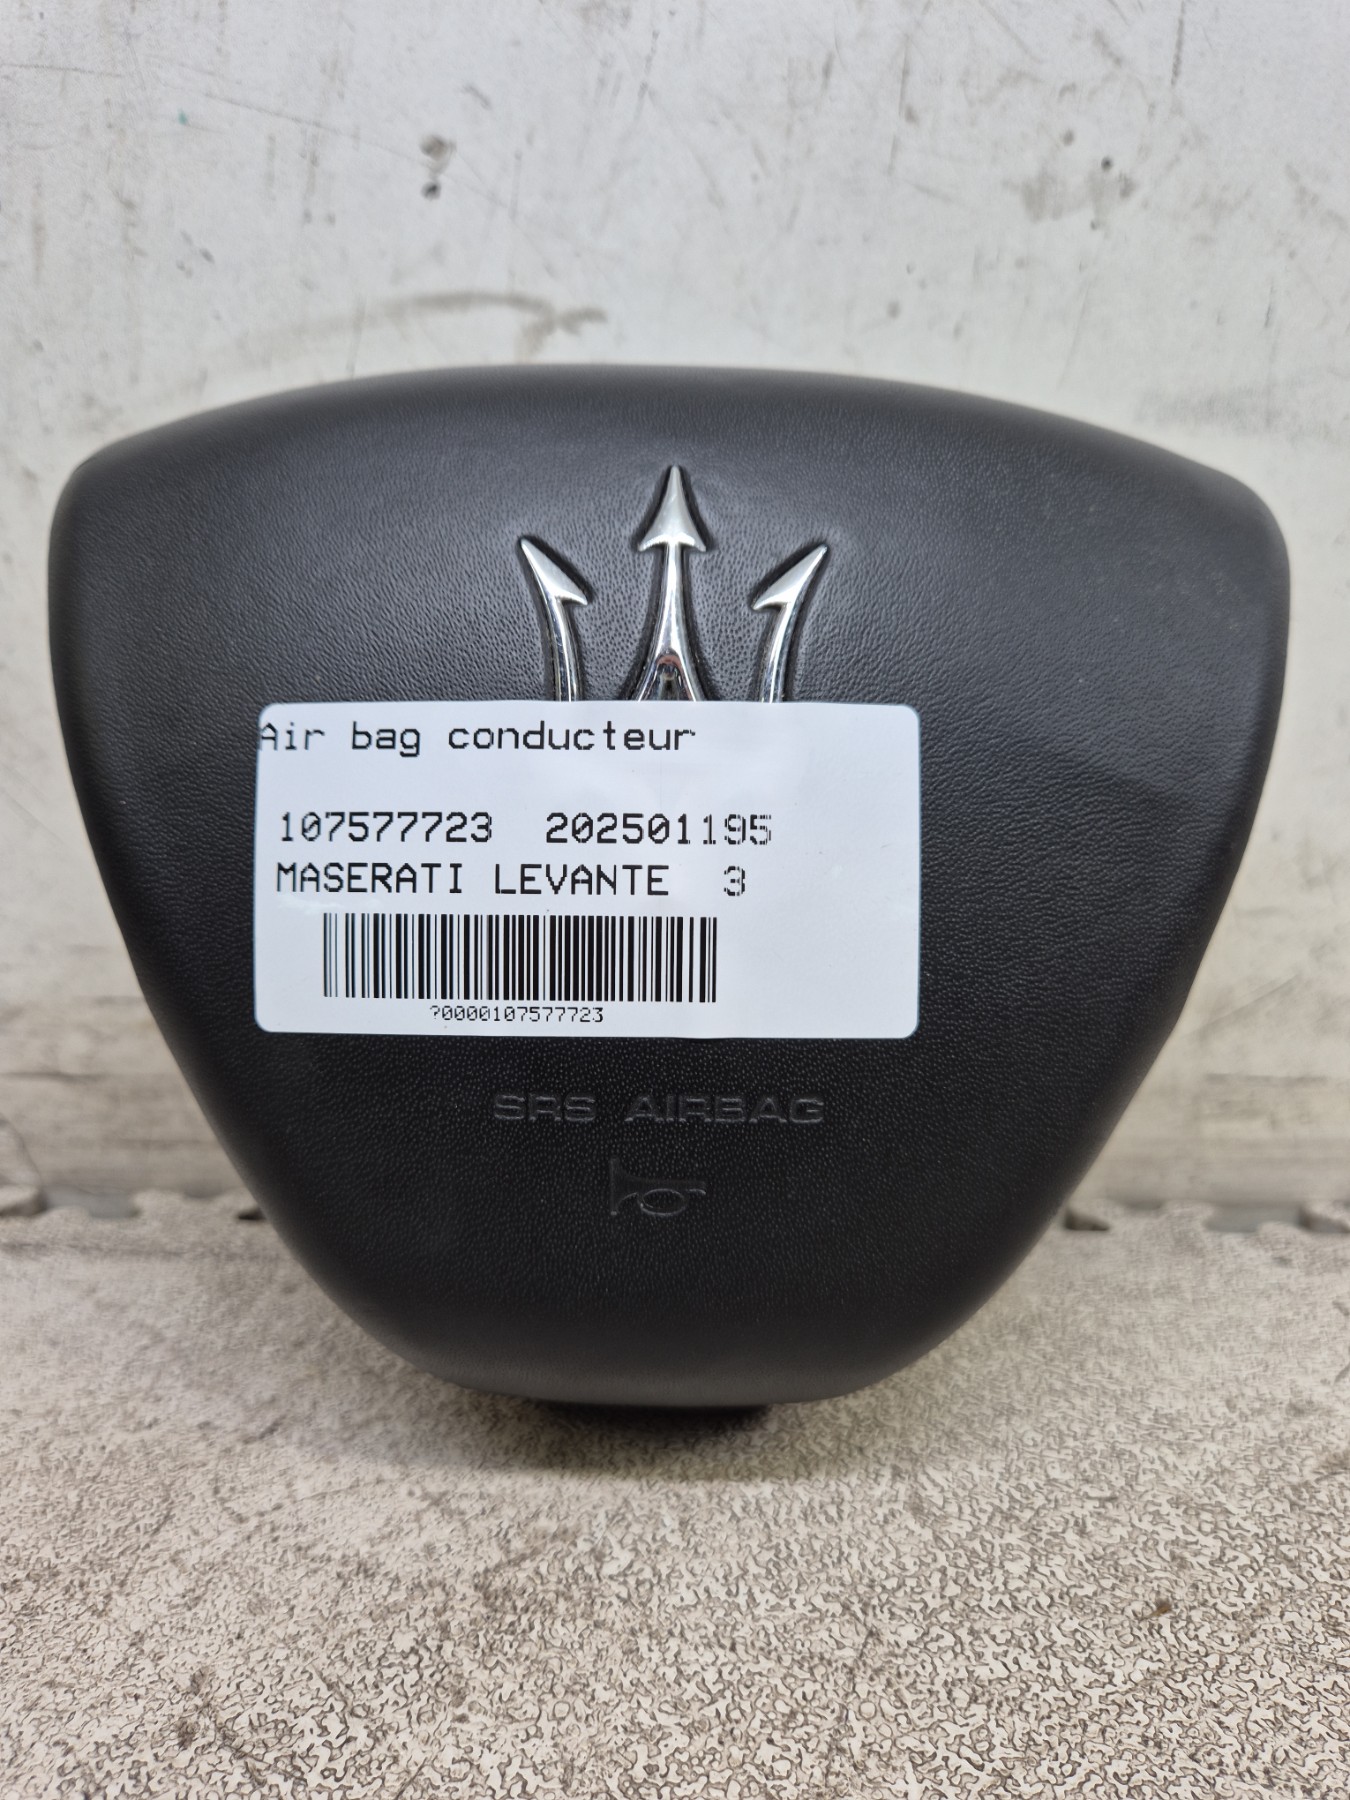 Air bag conducteur
107577723 202501195
MASERATI LEVANTE 3
?0000107577723
SRS AIRBAG